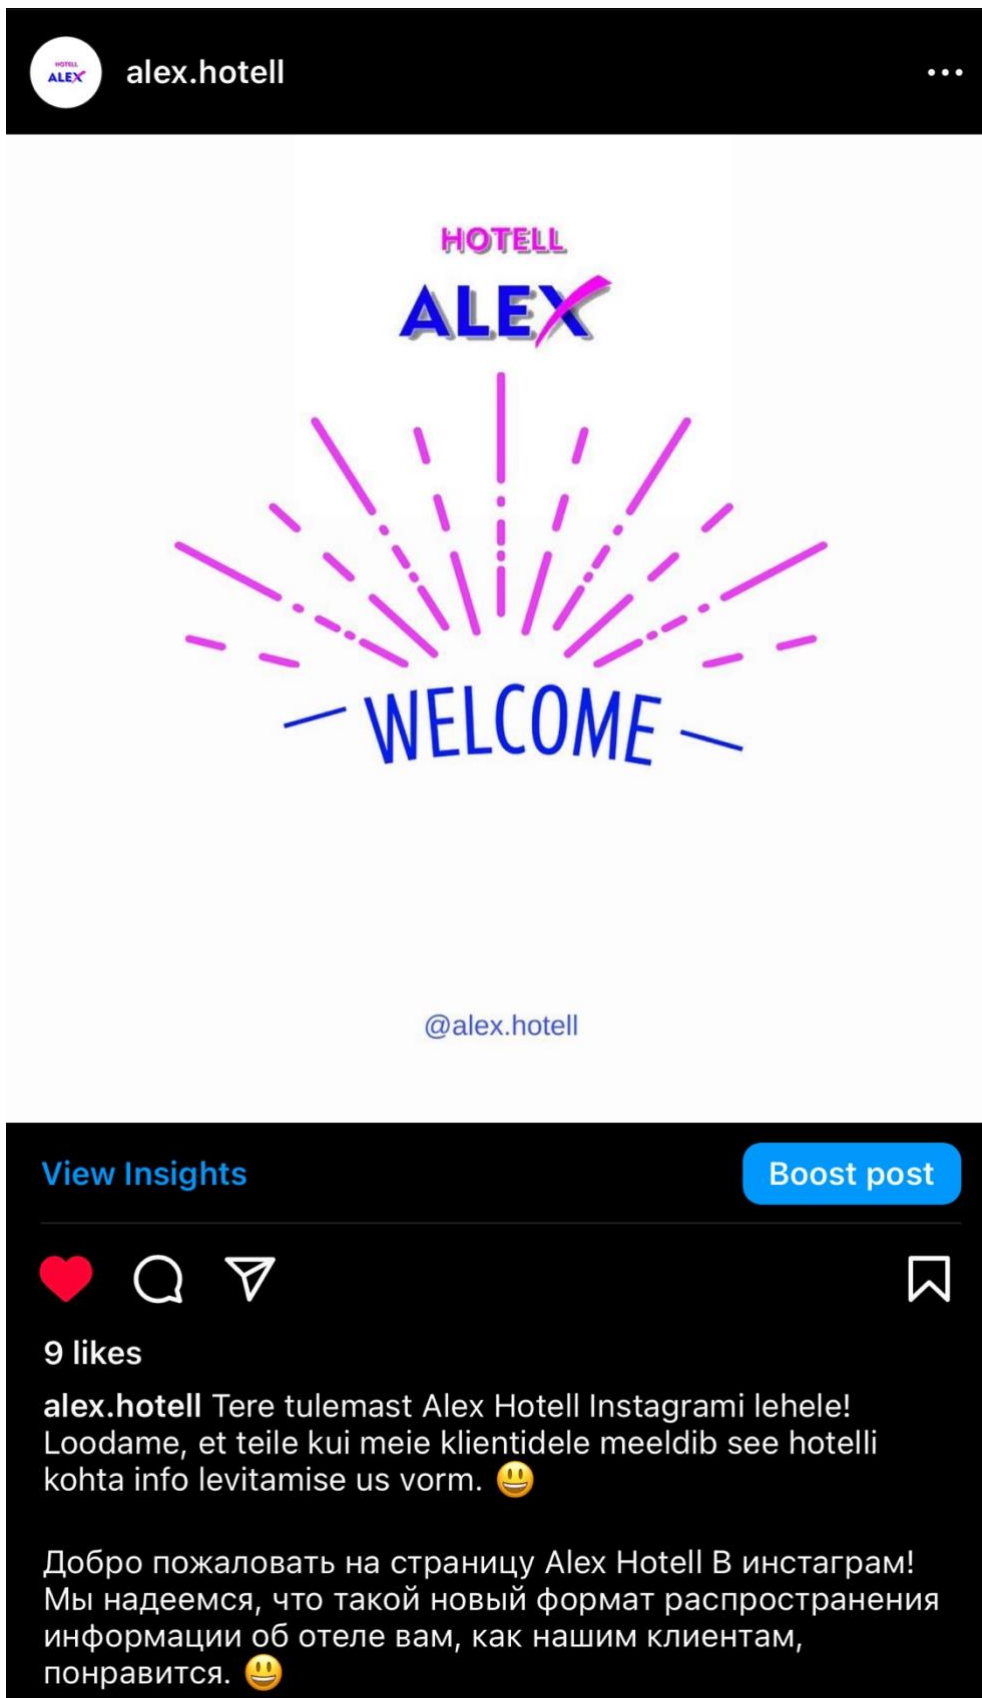 HOTELL
ALEX
alex.hotell
HOTELL
ALEX
WELCOME
@alex.hotell
View Insights
Boost post
9 likes
alex.hotell Tere tulemast Alex Hotell Instagrami lehele!
Loodame, et teile kui meie klientidele meeldib see hotelli
kohta info levitamise us vorm. 😃
Добро пожаловать на страницу Alex Hotell В инстаграм!
Мы надеемся, что такой новый формат распространения
информации об отеле вам, как нашим клиентам,
понравится. 😃